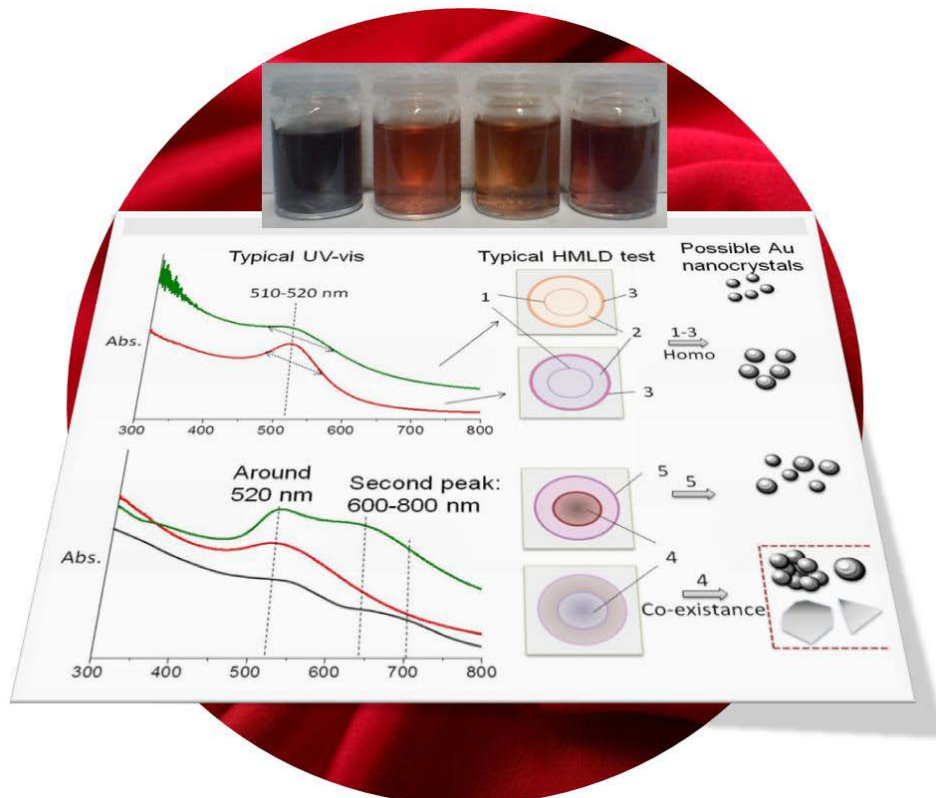 Typical UV-vis
Typical HMLD test
Possible Au
nanocrystals
510-520 nm
Abs.
1
3
2
3
1-3
Homo
300 400 500 600 700 800
Around
520 nm
Second peak:
600-800 nm
Abs.
5
4
5
4
Co-existance
300 400 500 600 700 800